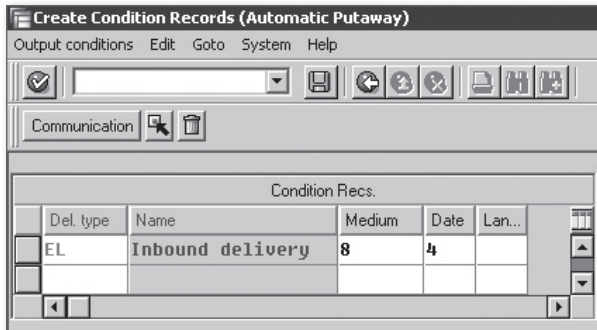 Create Condition Records (Automatic Putaway)
Output conditions Edit Goto System Help
Communication
Condition Recs.
Del. type Name Medium Date Lan...
EL Inbound delivery 8 4